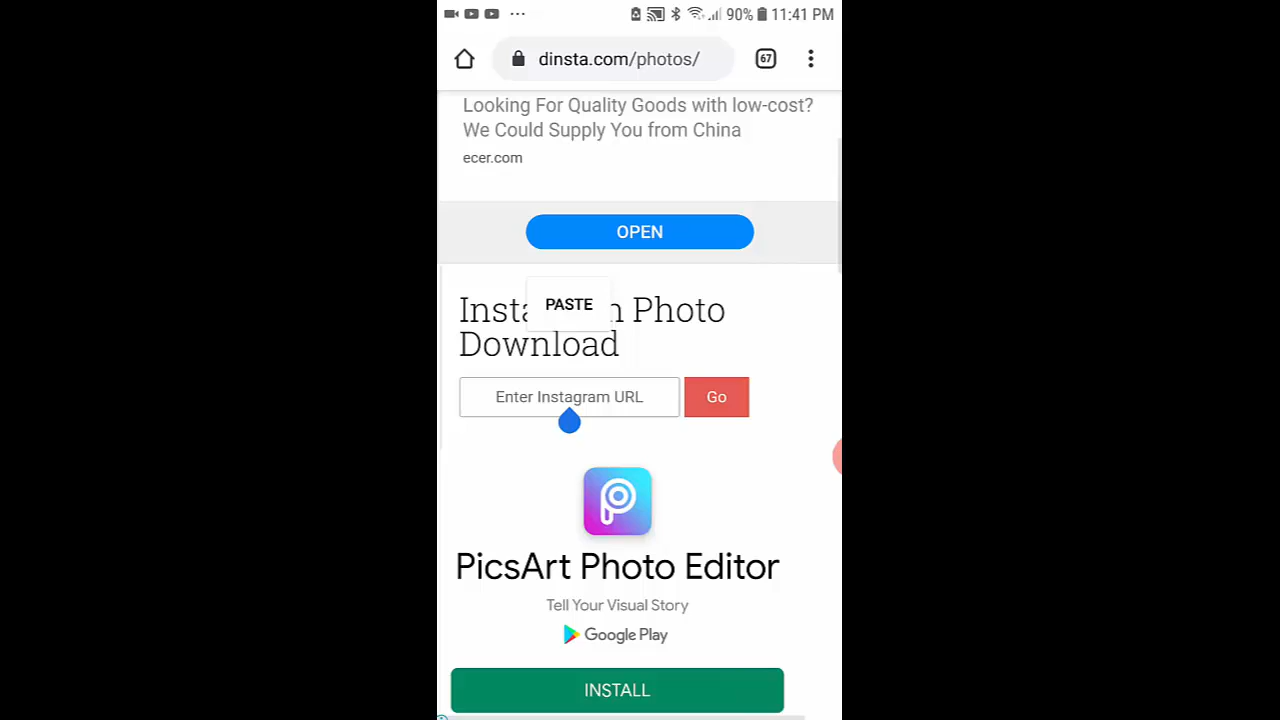 90% 11:41 PM
dinsta.com/photos/ 67
Looking For Quality Goods with low-cost?
We Could Supply You from China
ecer.com
OPEN
PASTE
Photo
Download
Enter Instagram URL Go
PicsArt Photo Editor
Tell Your Visual Story
Google Play
INSTALL